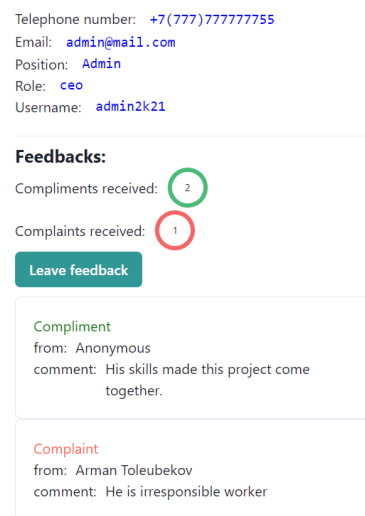 Telephone number: +7(777)777777755
Email: admin@mail.com
Position: Admin
Role: ceo
Username: admin2k21
Feedbacks:
Compliments received: 2
Complaints received: 1
Leave feedback
Compliment
from: Anonymous
comment: His skills made this project come
together.
Complaint
from: Arman Toleubekov
comment: He is irresponsible worker